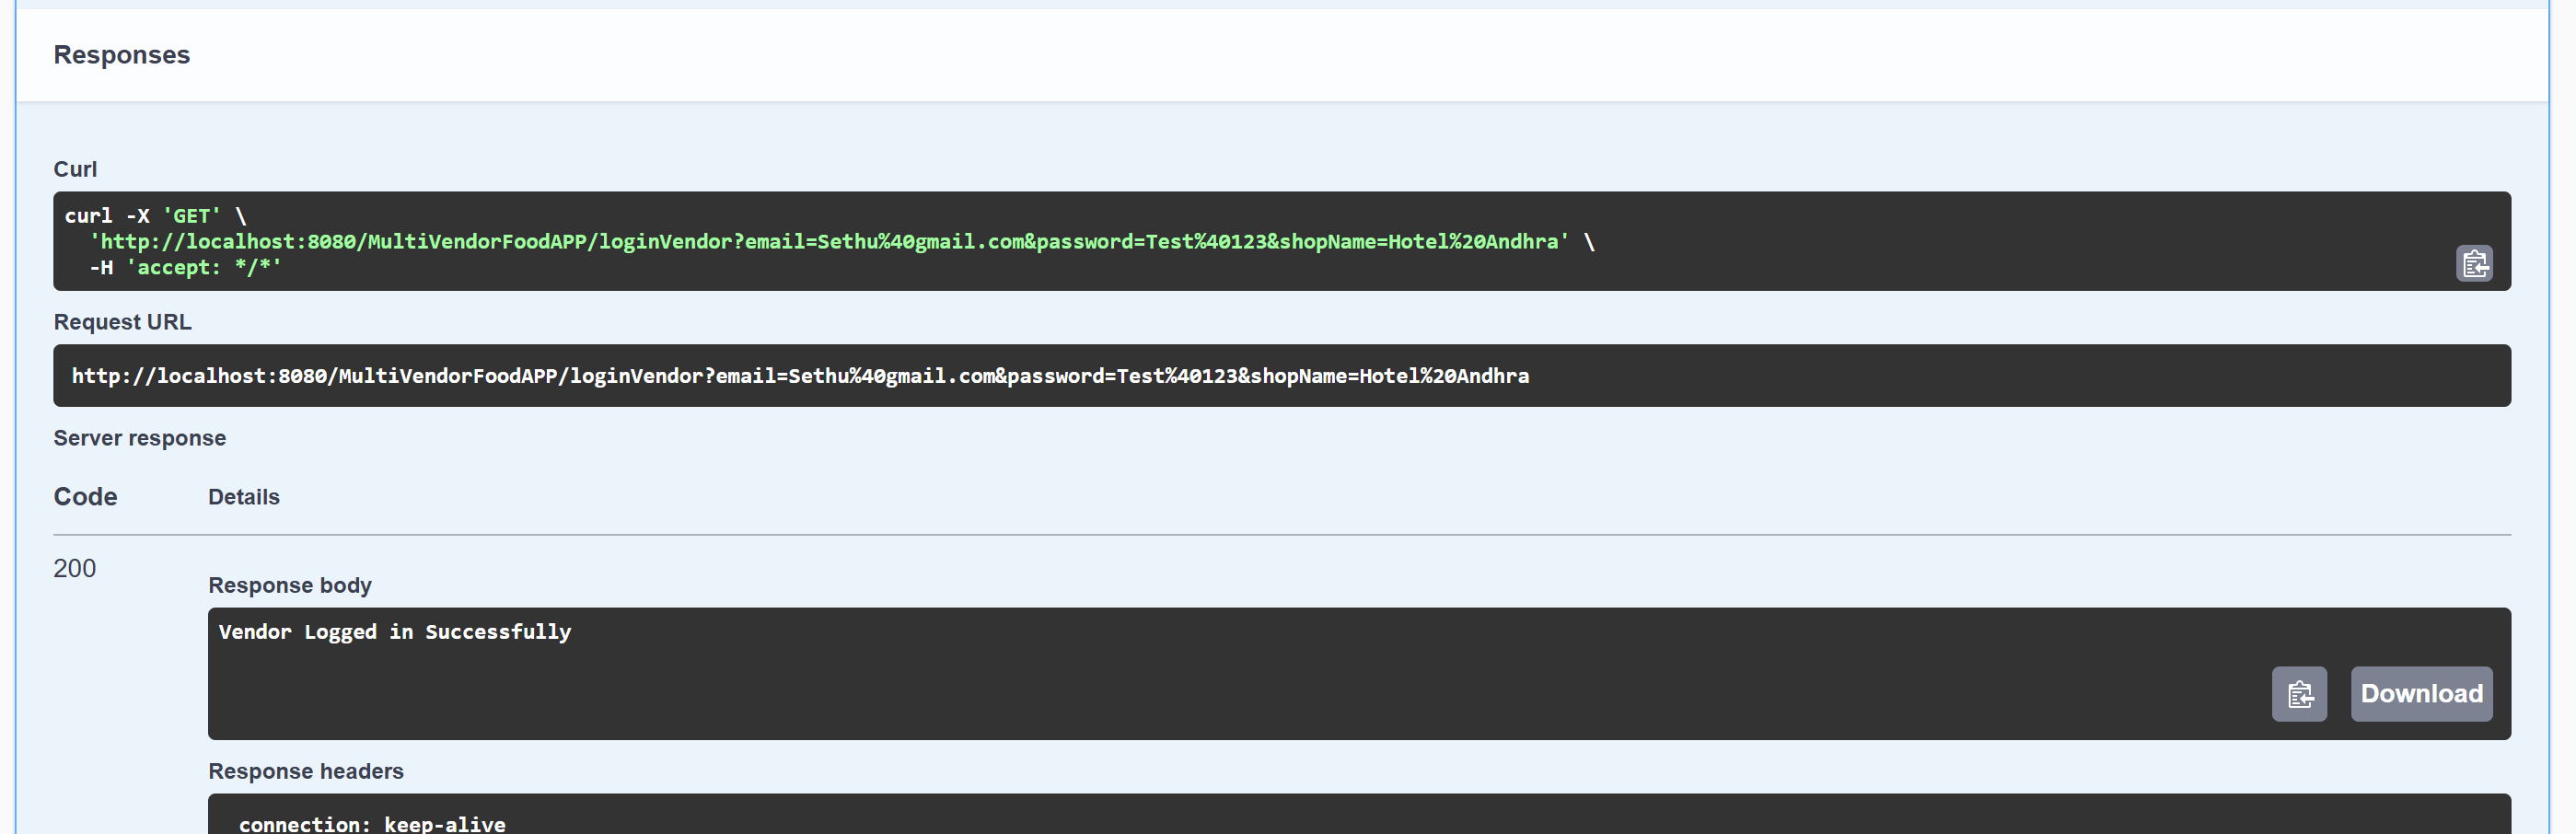 Responses
Curl
curl -X 'GET' \
'http://localhost:8080/MultiVendorFoodAPP/loginVendor?email=Sethu%40gmail.com&password=Test%40123&shopName=Hotel%20Andhra' \
-H 'accept: */*'
Request URL
http://localhost:8080/MultiVendorFoodAPP/loginVendor?email=Sethu%40gmail.com&password=Test%40123&shopName=Hotel%20Andhra
Server response
Code Details
200
Response body
Vendor Logged in Successfully
Download
Response headers
connection: keep-alive